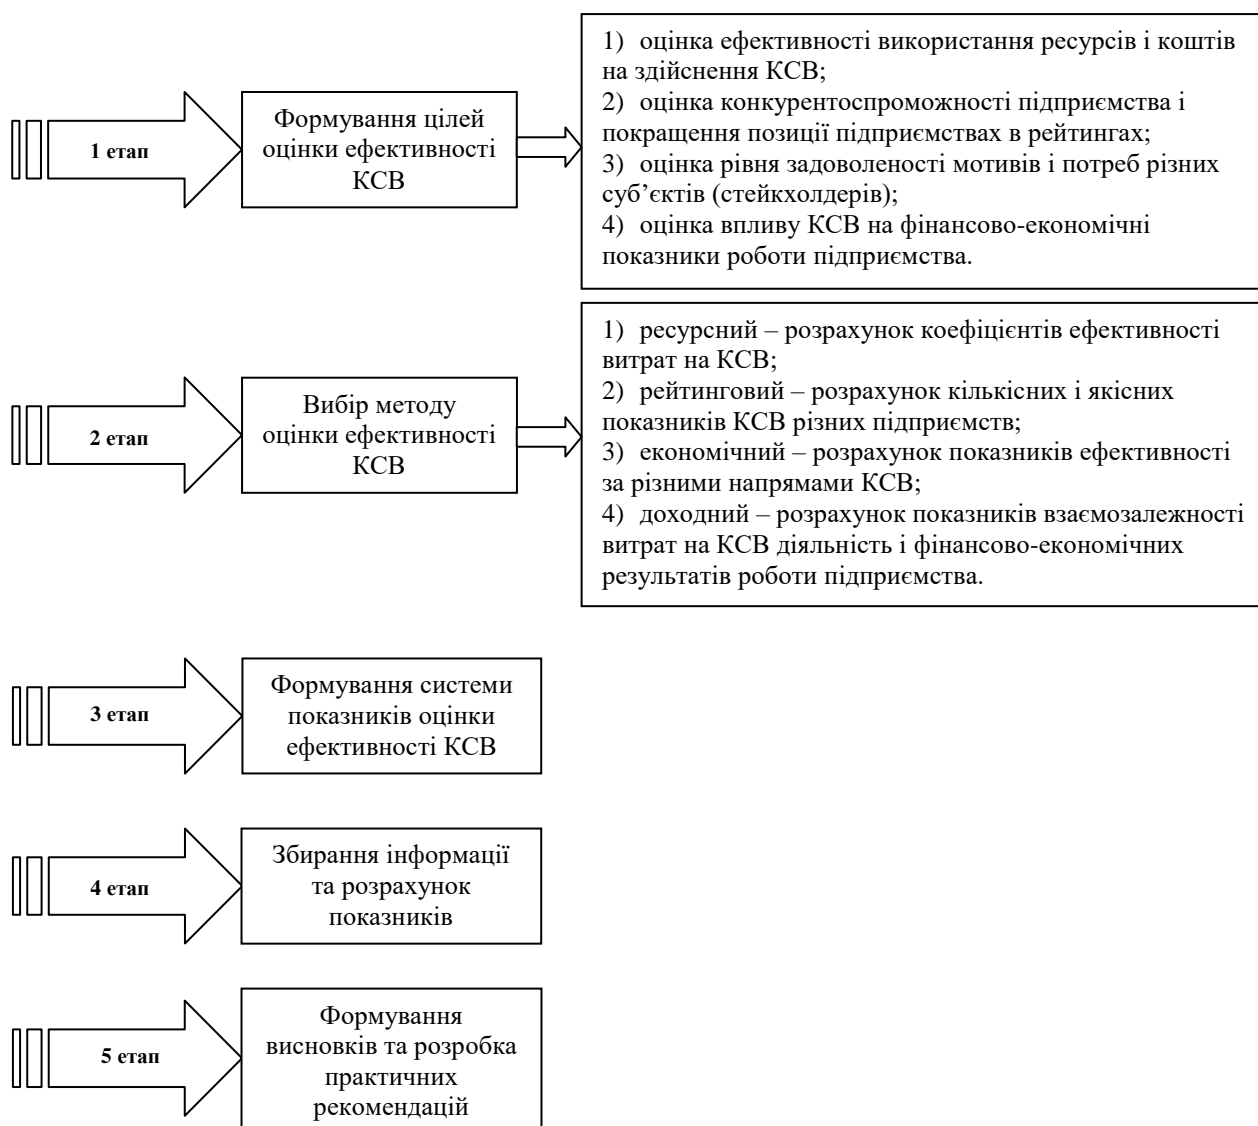 1 етап
Формування цілей
оцінки ефективності
КСВ
1) оцінка ефективності використання ресурсів і коштів
на здійснення КСВ;
2) оцінка конкурентоспроможності підприємства і
покращення позиції підприємствах в рейтингах;
3) оцінка рівня задоволеності мотивів і потреб різних
суб’єктів (стейкхолдерів);
4) оцінка впливу КСВ на фінансово-економічні
показники роботи підприємства.
2 етап
Вибір методу
оцінки ефективності
КСВ
1) ресурсний – розрахунок коефіцієнтів ефективності
витрат на КСВ;
2) рейтинговий – розрахунок кількісних і якісних
показників КСВ різних підприємств;
3) економічний – розрахунок показників ефективності
за різними напрямами КСВ;
4) доходний – розрахунок показників взаємозалежності
витрат на КСВ діяльність і фінансово-економічних
результатів роботи підприємства.
3 етап
Формування системи
показників оцінки
ефективності КСВ
4 етап
Збирання інформації
та розрахунок
показників
5 етап
Формування
висновків та розробка
практичних
рекомендацій